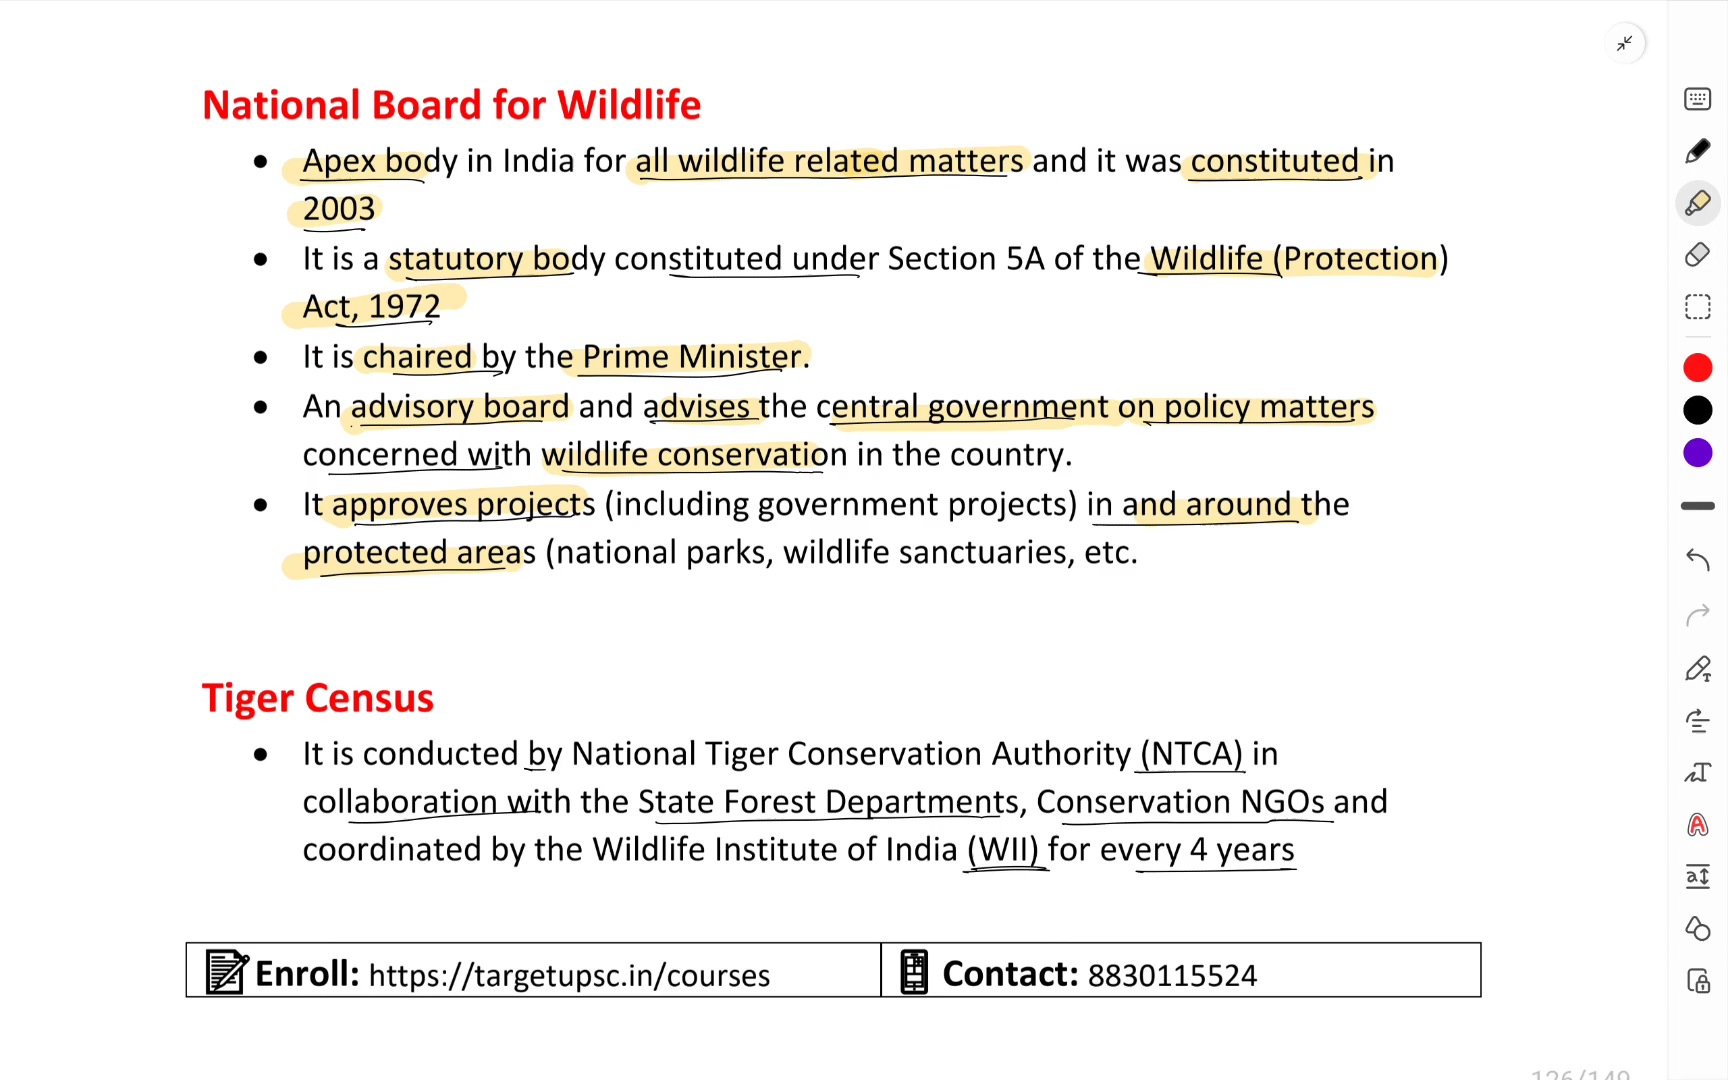 National Board for Wildlife
• Apex body in India for all wildlife related matters and it was constituted in
2003
• It is a statutory body constituted under Section 5A of the Wildlife (Protection)
Act, 1972
• It is chaired by the Prime Minister.
• An advisory board and advises the central government on policy matters
concerned with wildlife conservation in the country.
• It approves projects (including government projects) in and around the
protected areas (national parks, wildlife sanctuaries, etc.
Tiger Census
• It is conducted by National Tiger Conservation Authority (NTCA) in
collaboration with the State Forest Departments, Conservation NGOs and
coordinated by the Wildlife Institute of India (WII) for every 4 years
Enroll: https://targetupsc.in/courses
Contact: 8830115524
126/149